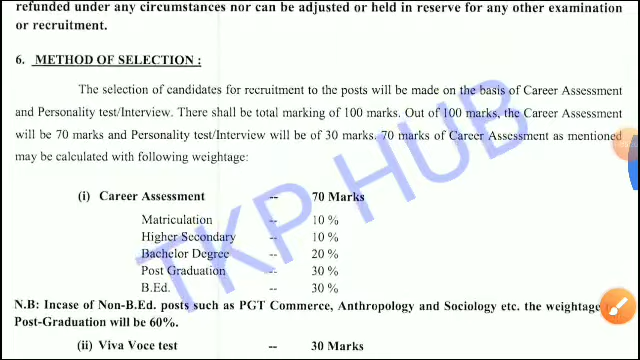 refunded under any circumstances nor can be adjusted or held in reserve for any other examination
or recruitment.
6. METHOD OF SELECTION :
The selection of candidates for recruitment to the posts will be made on the basis of Career Assessment
and Personality test/Interview. There shall be total marking of 100 marks. Out of 100 marks, the Career Assessment
will be 70 marks and Personality test/Interview will be of 30 marks. 70 marks of Career Assessment as mentioned
may be calculated with following weightage:
(i) Career Assessment -- 70 Marks
Matriculation -- 10 %
Higher Secondary -- 10 %
Bachelor Degree -- 20 %
Post Graduation -- 30 %
B.Ed. -- 30 %
N.B: Incase of Non-B.Ed. posts such as PGT Commerce, Anthropology and Sociology etc. the weightage
Post-Graduation will be 60%.
(ii) Viva Voce test -- 30 Marks
TKP HUB